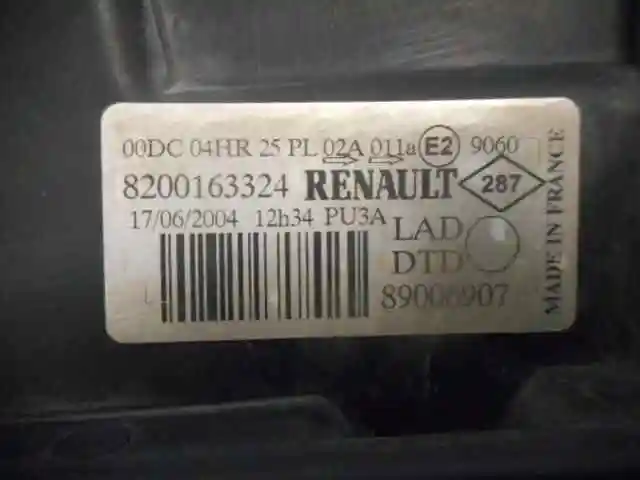 00DC 04HR 25 PL 02A 011a E2 9060
8200163324 RENAULT 287
17/06/2004 12h34 PU3A
LAD
DTD
89006907
MADE IN FRANCE